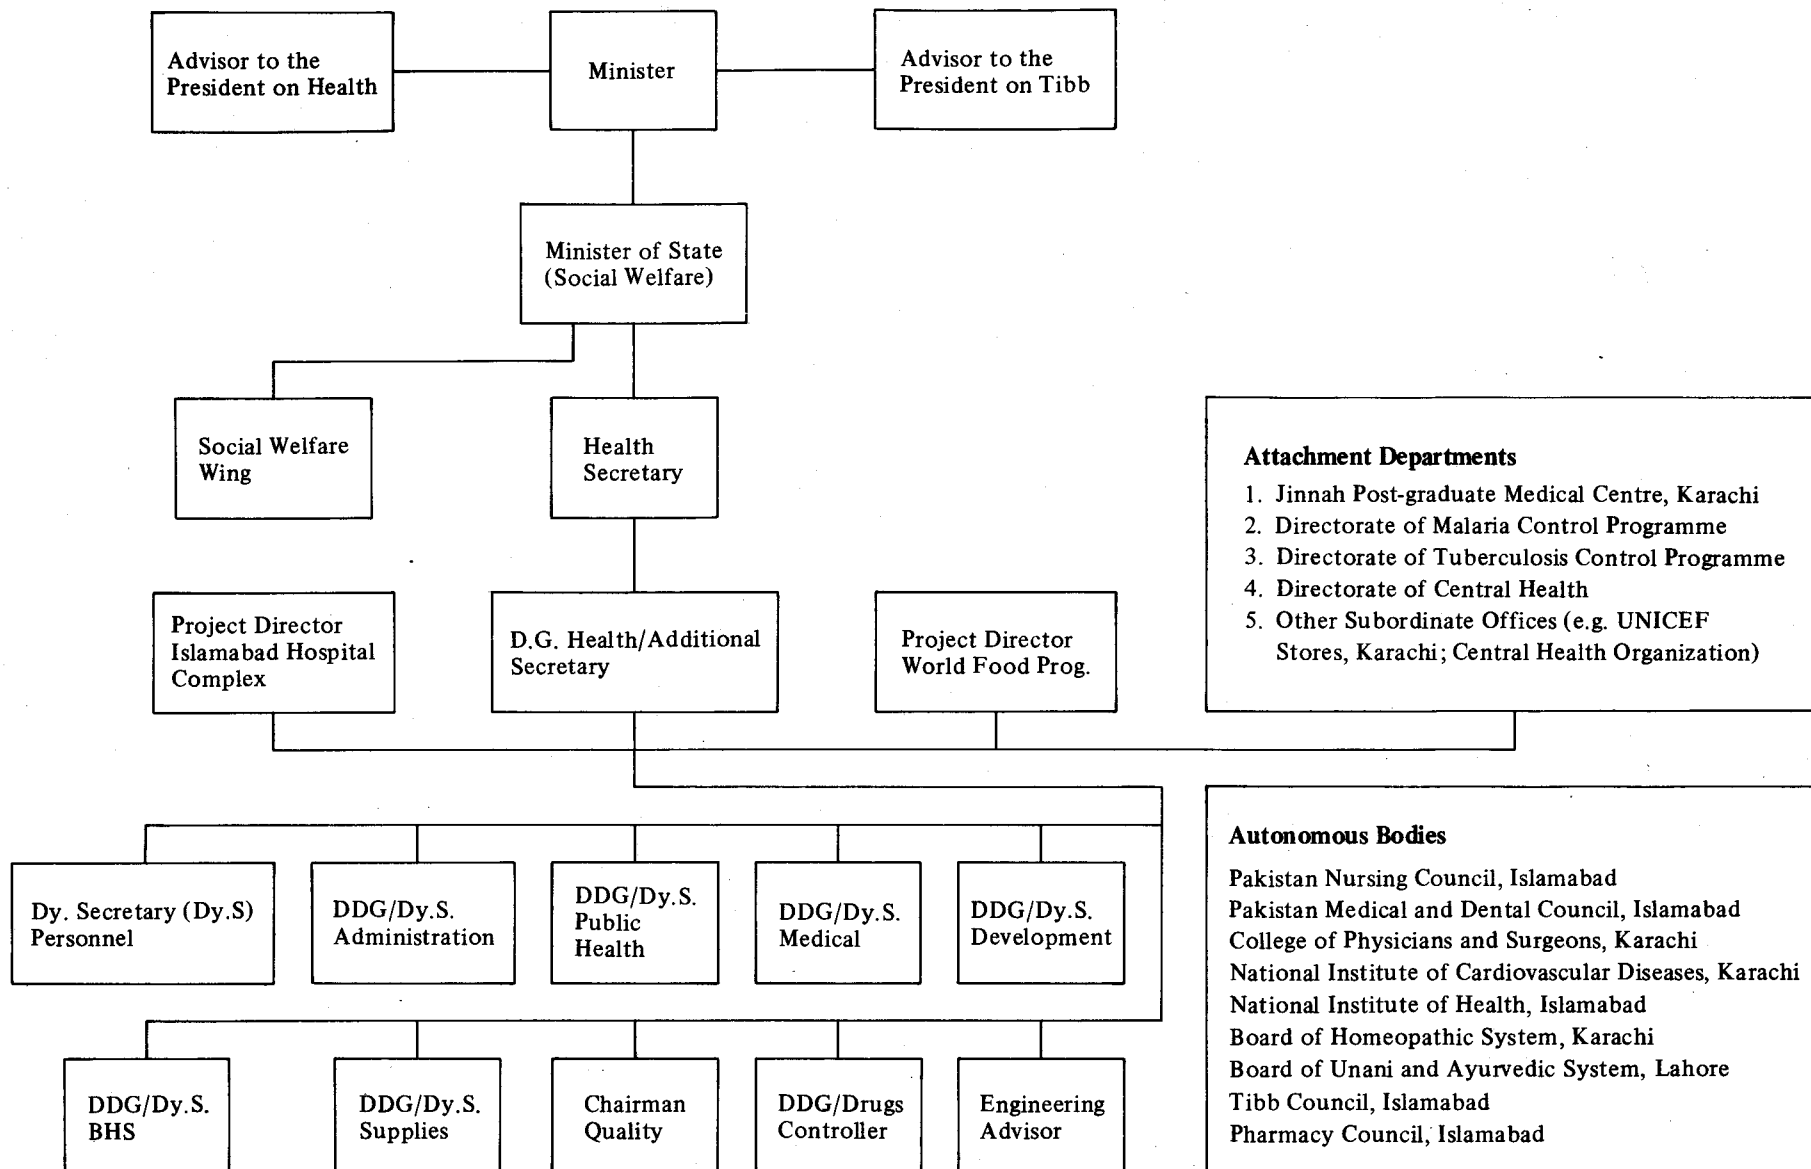 Advisor to the
President on Health
Minister
Advisor to the
President on Tibb
Minister of State
(Social Welfare)
Social Welfare
Wing
Health
Secretary
Attachment Departments
1. Jinnah Post-graduate Medical Centre, Karachi
2. Directorate of Malaria Control Programme
3. Directorate of Tuberculosis Control Programme
4. Directorate of Central Health
5. Other Subordinate Offices (e.g. UNICEF
Stores, Karachi; Central Health Organization)
Project Director
Islamabad Hospital
Complex
D.G. Health/Additional
Secretary
Project Director
World Food Prog.
Dy. Secretary (Dy.S)
Personnel
DDG/Dy.S.
Administration
DDG/Dy.S.
Public
Health
DDG/Dy.S.
Medical
DDG/Dy.S.
Development
Autonomous Bodies
Pakistan Nursing Council, Islamabad
Pakistan Medical and Dental Council, Islamabad
College of Physicians and Surgeons, Karachi
National Institute of Cardiovascular Diseases, Karachi
National Institute of Health, Islamabad
Board of Homeopathic System, Karachi
Board of Unani and Ayurvedic System, Lahore
Tibb Council, Islamabad
Pharmacy Council, Islamabad
DDG/Dy.S.
BHS
DDG/Dy.S.
Supplies
Chairman
Quality
DDG/Drugs
Controller
Engineering
Advisor